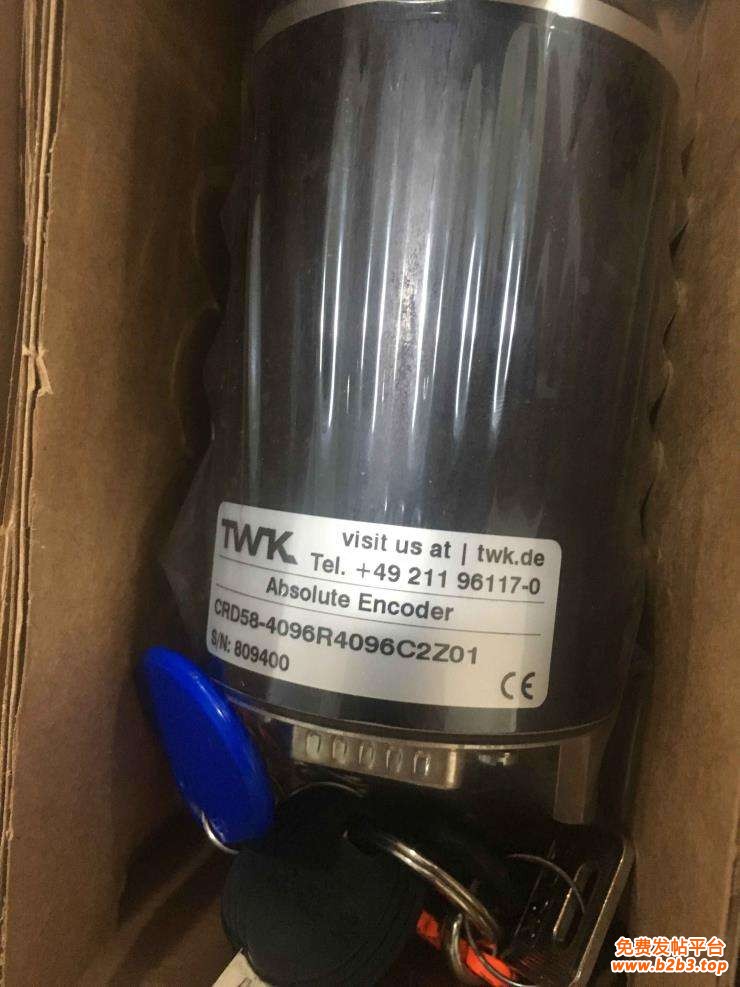 TWK
visit us at | twk.de
Tel. +49 211 96117-0
Absolute Encoder
CRD58-4096R4096C2Z01
S/N: 809400
CE
免费发帖平台
www.b2b3.top